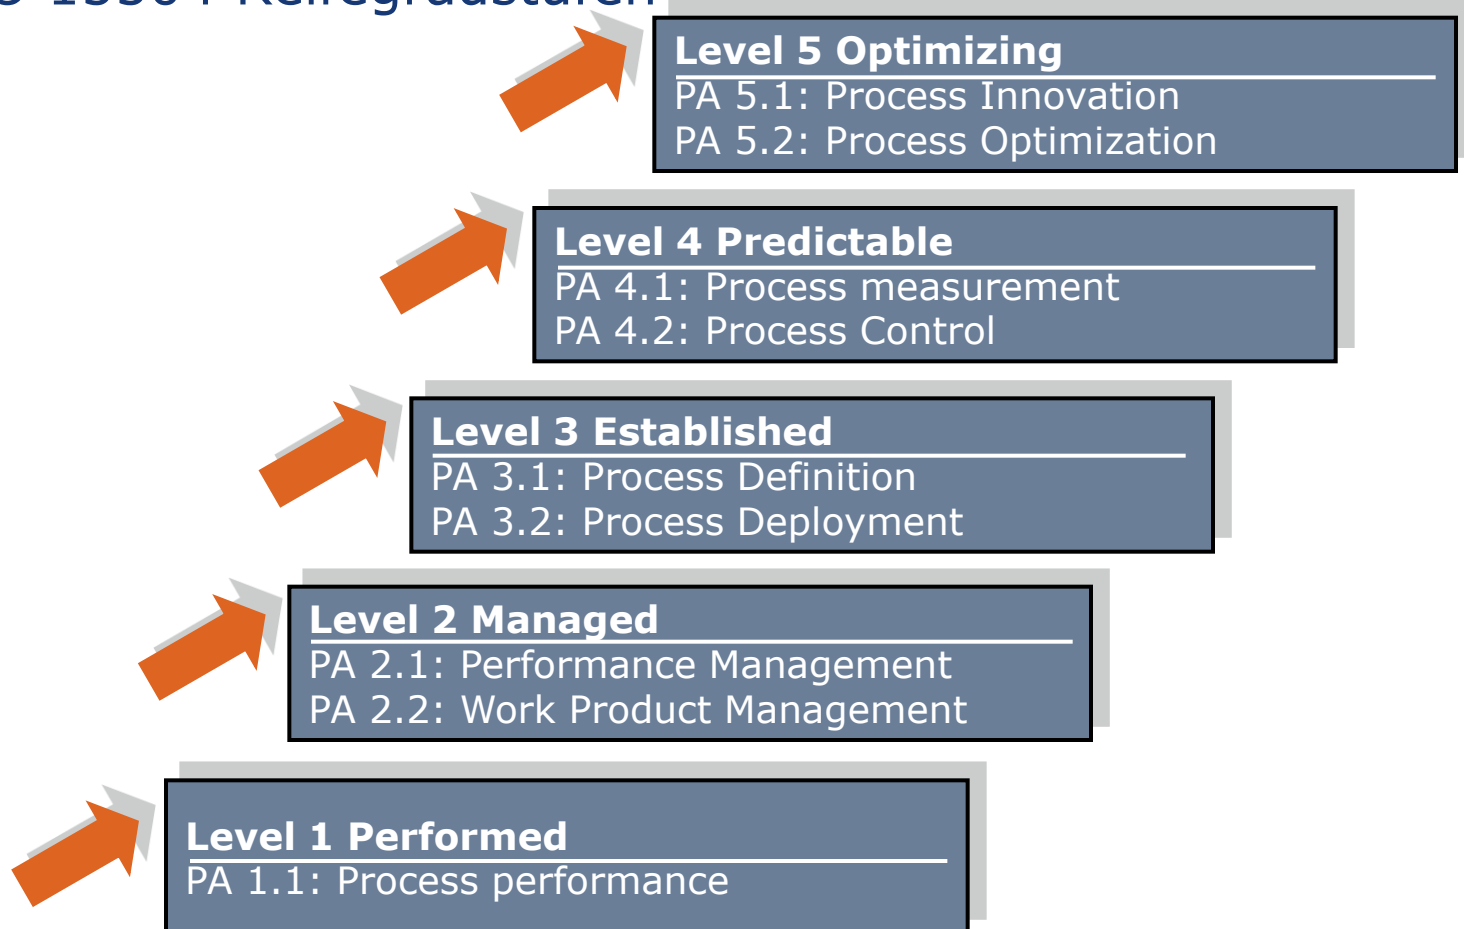 15504 Reifegradstufen
Level 5 Optimizing
PA 5.1: Process Innovation
PA 5.2: Process Optimization
Level 4 Predictable
PA 4.1: Process measurement
PA 4.2: Process Control
Level 3 Established
PA 3.1: Process Definition
PA 3.2: Process Deployment
Level 2 Managed
PA 2.1: Performance Management
PA 2.2: Work Product Management
Level 1 Performed
PA 1.1: Process performance